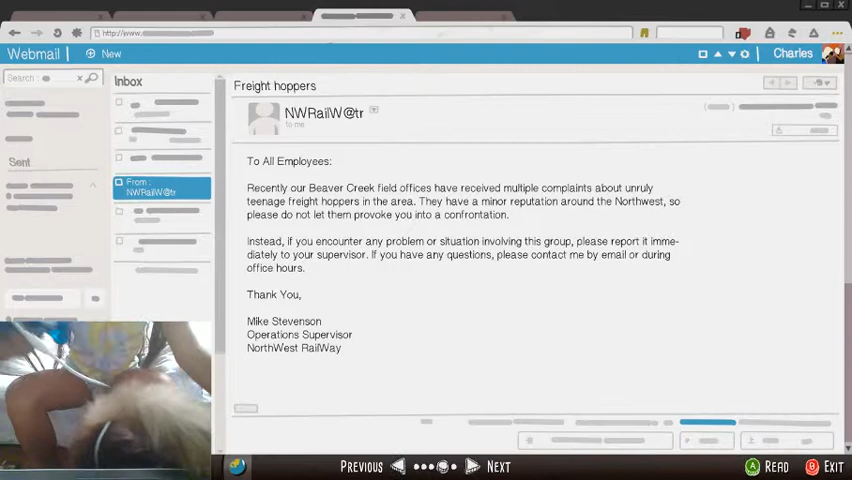 http://www.
Webmail
New
Charles
Search :
Inbox
Freight hoppers
NWRailW@tr
to me
Sent
From :
NWRailW@tr
To All Employees:
Recently our Beaver Creek field offices have received multiple complaints about unruly
teenage freight hoppers in the area. They have a minor reputation around the Northwest, so
please do not let them provoke you into a confrontation.
Instead, if you encounter any problem or situation involving this group, please report it imme-
diately to your supervisor. If you have any questions, please contact me by email or during
office hours.
Thank You,
Mike Stevenson
Operations Supervisor
NorthWest RailWay
PREVIOUS
NEXT
A READ
B EXIT